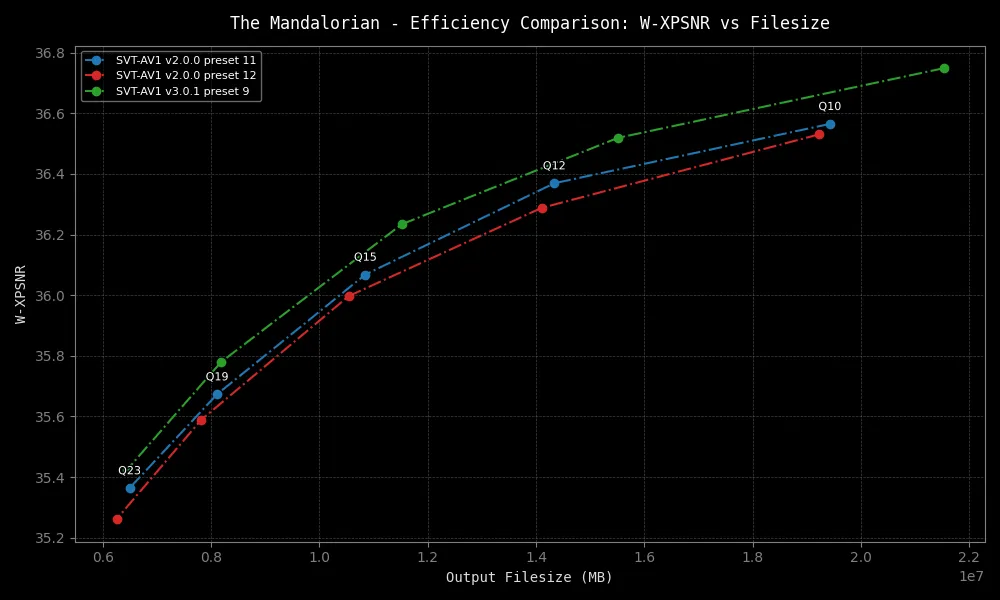 The Mandalorian - Efficiency Comparison: W-XPSNR vs Filesize
SVT-AV1 v2.0.0 preset 11
SVT-AV1 v2.0.0 preset 12
SVT-AV1 v3.0.1 preset 9
W-XPSNR
36.8
36.6
36.4
36.2
36.0
35.8
35.6
35.4
35.2
Q10
Q12
Q15
Q19
Q23
0.6 0.8 1.0 1.2 1.4 1.6 1.8 2.0 2.2
1e7
Output Filesize (MB)